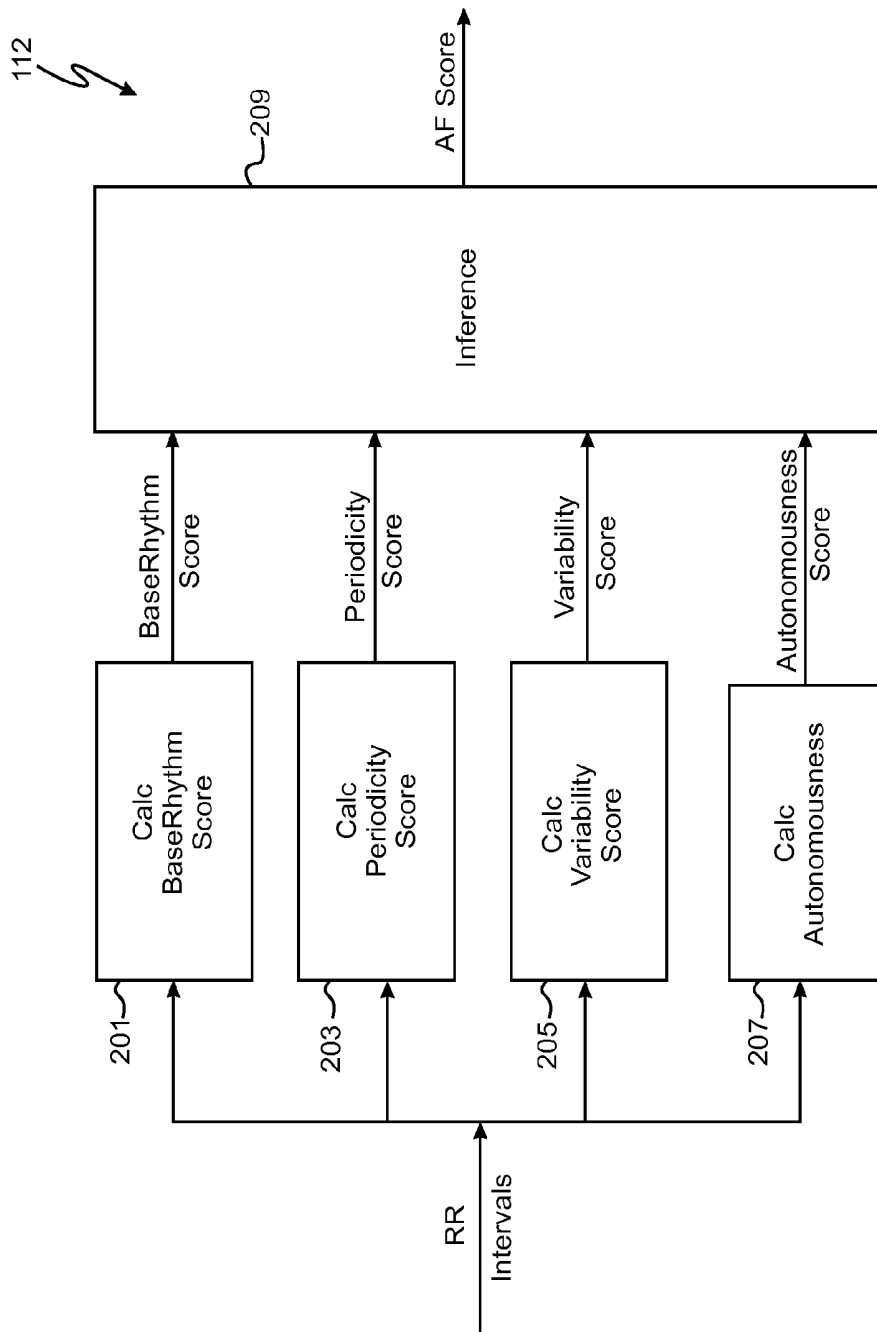 112
RR
Intervals
201
Calc
BaseRhythm
Score
BaseRhythm
Score
203
Calc
Periodicity
Score
Periodicity
Score
205
Calc
Variability
Score
Variability
Score
207
Calc
Autonomousness
Autonomousness
Score
209
Inference
AF Score